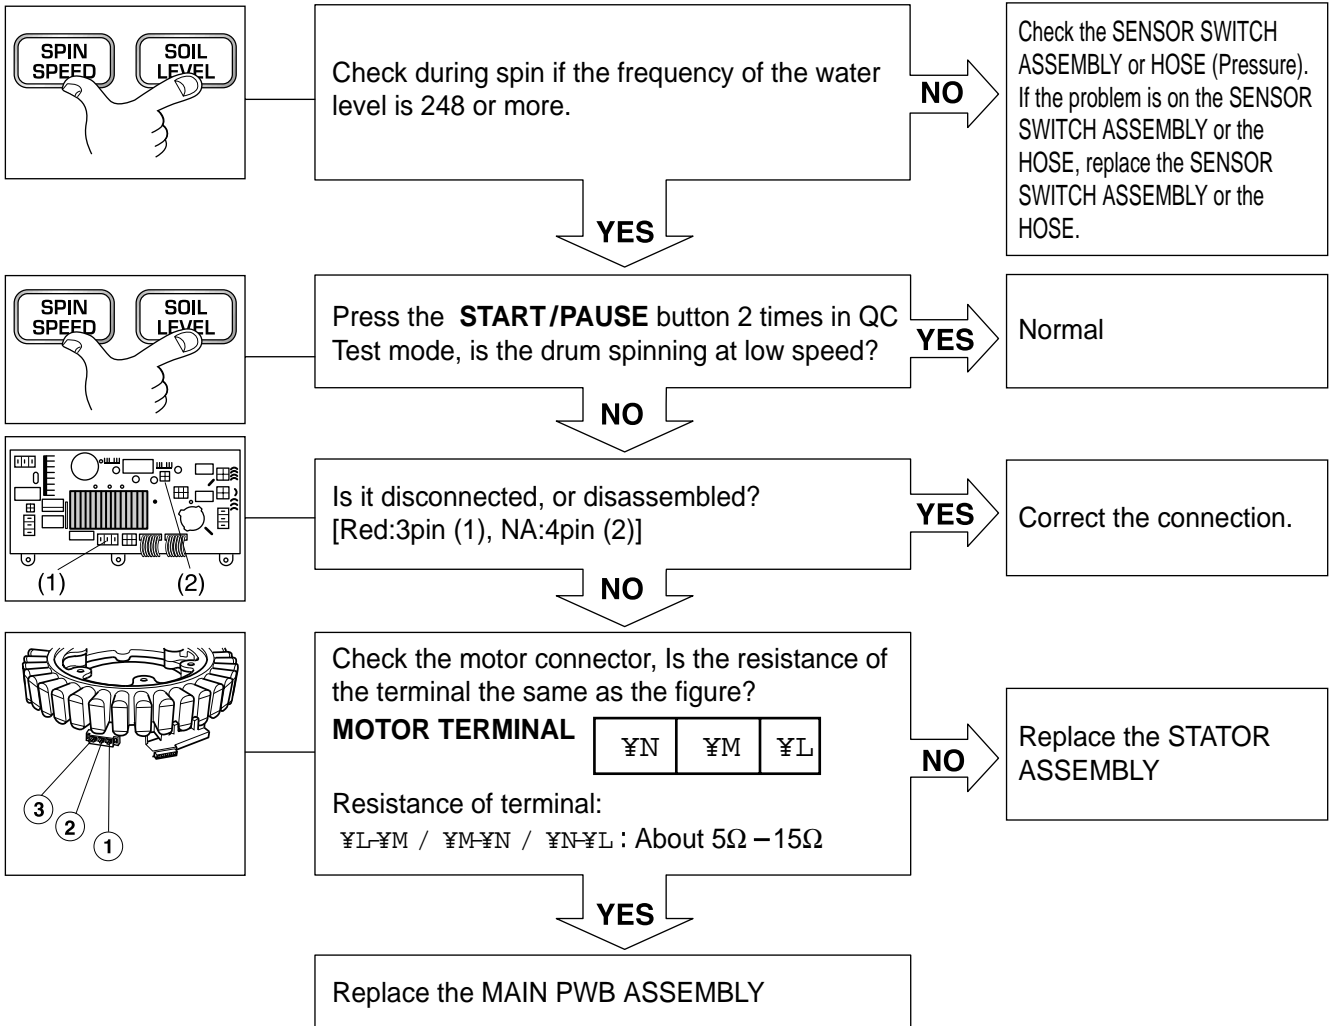 SPIN
SPEED
SOIL
LEVEL
Check during spin if the frequency of the water
level is 248 or more.
NO
Check the SENSOR SWITCH
ASSEMBLY or HOSE (Pressure).
If the problem is on the SENSOR
SWITCH ASSEMBLY or the
HOSE, replace the SENSOR
SWITCH ASSEMBLY or the
HOSE.
YES
SPIN
SPEED
SOIL
LEVEL
Press the START/PAUSE button 2 times in QC
Test mode, is the drum spinning at low speed?
YES
Normal
NO
(1)
(2)
Is it disconnected, or disassembled?
[Red:3pin (1), NA:4pin (2)]
YES
Correct the connection.
NO
3
2
1
Check the motor connector, Is the resistance of
the terminal the same as the figure?
MOTOR TERMINAL
¥N ¥M ¥L
Resistance of terminal:
¥L-¥M / ¥M-¥N / ¥N-¥L : About 5Ω – 15Ω
NO
Replace the STATOR
ASSEMBLY
YES
Replace the MAIN PWB ASSEMBLY